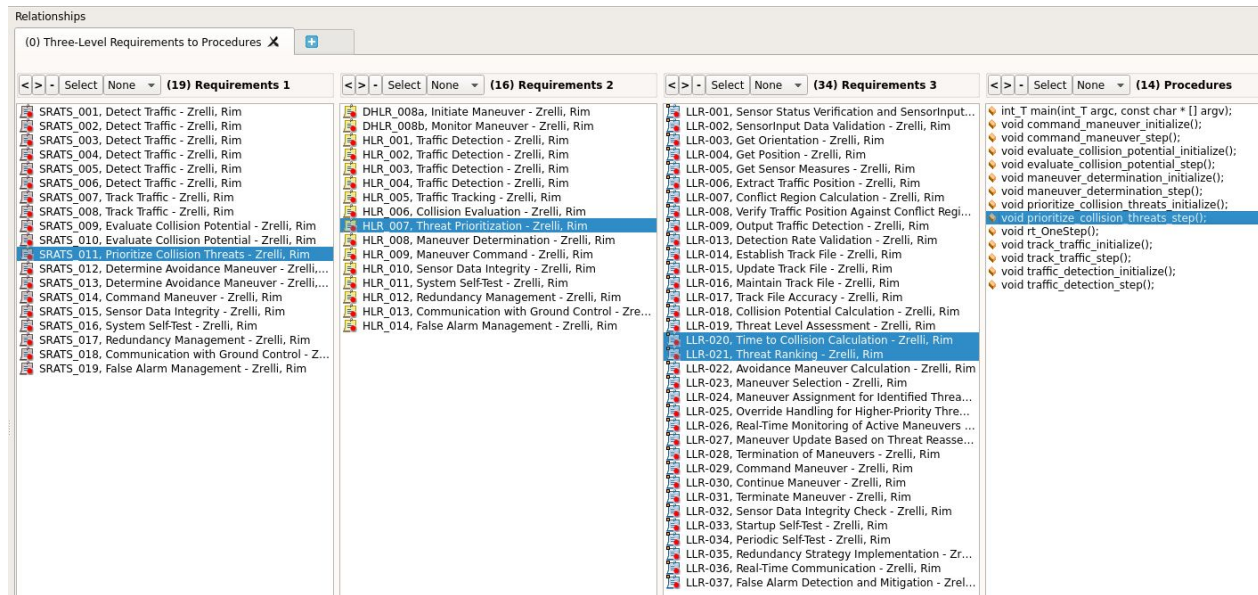 Relationships
(0) Three-Level Requirements to Procedures X
< > - Select None (19) Requirements 1
SRATS_001, Detect Traffic - Zrelli, Rim
SRATS_002, Detect Traffic - Zrelli, Rim
SRATS_003, Detect Traffic - Zrelli, Rim
SRATS_004, Detect Traffic - Zrelli, Rim
SRATS_005, Detect Traffic - Zrelli, Rim
SRATS_006, Detect Traffic - Zrelli, Rim
SRATS_007, Track Traffic - Zrelli, Rim
SRATS_008, Track Traffic - Zrelli, Rim
SRATS_009, Evaluate Collision Potential - Zrelli, Rim
SRATS_010, Evaluate Collision Potential - Zrelli, Rim
SRATS_011, Prioritize Collision Threats - Zrelli, Rim
SRATS_012, Determine Avoidance Maneuver - Zrelli,...
SRATS_013, Determine Avoidance Maneuver - Zrelli,...
SRATS_014, Command Maneuver - Zrelli, Rim
SRATS_015, Sensor Data Integrity - Zrelli, Rim
SRATS_016, System Self-Test - Zrelli, Rim
SRATS_017, Redundancy Management - Zrelli, Rim
SRATS_018, Communication with Ground Control - Z...
SRATS_019, False Alarm Management - Zrelli, Rim
< > - Select None (16) Requirements 2
DHLR_008a, Initiate Maneuver - Zrelli, Rim
DHLR_008b, Monitor Maneuver - Zrelli, Rim
HLR_001, Traffic Detection - Zrelli, Rim
HLR_002, Traffic Detection - Zrelli, Rim
HLR_003, Traffic Detection - Zrelli, Rim
HLR_004, Traffic Detection - Zrelli, Rim
HLR_005, Traffic Tracking - Zrelli, Rim
HLR_006, Collision Evaluation - Zrelli, Rim
HLR_007, Threat Prioritization - Zrelli, Rim
HLR_008, Maneuver Determination - Zrelli, Rim
HLR_009, Maneuver Command - Zrelli, Rim
HLR_010, Sensor Data Integrity - Zrelli, Rim
HLR_011, System Self-Test - Zrelli, Rim
HLR_012, Redundancy Management - Zrelli, Rim
HLR_013, Communication with Ground Control - Zre...
HLR_014, False Alarm Management - Zrelli, Rim
< > - Select None (34) Requirements 3
LLR-001, Sensor Status Verification and SensorInput...
LLR-002, SensorInput Data Validation - Zrelli, Rim
LLR-003, Get Orientation - Zrelli, Rim
LLR-004, Get Position - Zrelli, Rim
LLR-005, Get Sensor Measures - Zrelli, Rim
LLR-006, Extract Traffic Position - Zrelli, Rim
LLR-007, Conflict Region Calculation - Zrelli, Rim
LLR-008, Verify Traffic Position Against Conflict Regi...
LLR-009, Output Traffic Detection - Zrelli, Rim
LLR-013, Detection Rate Validation - Zrelli, Rim
LLR-014, Establish Track File - Zrelli, Rim
LLR-015, Update Track File - Zrelli, Rim
LLR-016, Maintain Track File - Zrelli, Rim
LLR-017, Track File Accuracy - Zrelli, Rim
LLR-018, Collision Potential Calculation - Zrelli, Rim
LLR-019, Threat Level Assessment - Zrelli, Rim
LLR-020, Time to Collision Calculation - Zrelli, Rim
LLR-021, Threat Ranking - Zrelli, Rim
LLR-022, Avoidance Maneuver Calculation - Zrelli, Rim
LLR-023, Maneuver Selection - Zrelli, Rim
LLR-024, Maneuver Assignment for Identified Threa...
LLR-025, Override Handling for Higher-Priority Thre...
LLR-026, Real-Time Monitoring of Active Maneuvers ...
LLR-027, Maneuver Update Based on Threat Reasse...
LLR-028, Termination of Maneuvers - Zrelli, Rim
LLR-029, Command Maneuver - Zrelli, Rim
LLR-030, Continue Maneuver - Zrelli, Rim
LLR-031, Terminate Maneuver - Zrelli, Rim
LLR-032, Sensor Data Integrity Check - Zrelli, Rim
LLR-033, Startup Self-Test - Zrelli, Rim
LLR-034, Periodic Self-Test - Zrelli, Rim
LLR-035, Redundancy Strategy Implementation - Zr...
LLR-036, Real-Time Communication - Zrelli, Rim
LLR-037, False Alarm Detection and Mitigation - Zrel...
< > - Select None (14) Procedures
int_T main(int_T argc, const char * [] argv);
void command_maneuver_initialize();
void command_maneuver_step();
void evaluate_collision_potential_initialize();
void evaluate_collision_potential_step();
void maneuver_determination_initialize();
void maneuver_determination_step();
void prioritize_collision_threats_initialize();
void prioritize_collision_threats_step();
void rt_OneStep();
void track_traffic_initialize();
void track_traffic_step();
void traffic_detection_initialize();
void traffic_detection_step();